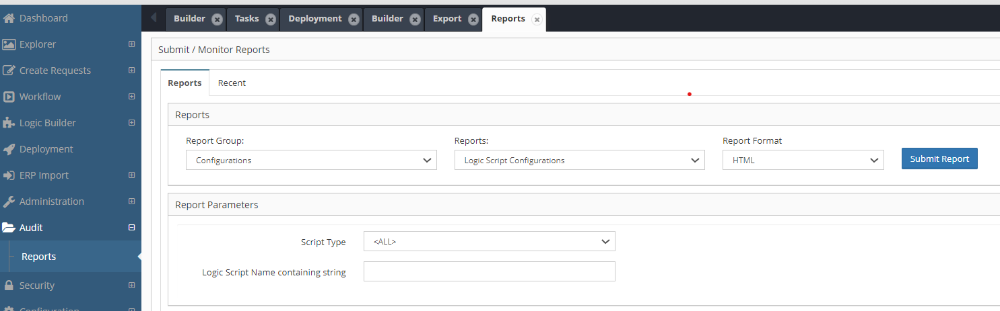 Dashboard
Explorer
Create Requests
Workflow
Logic Builder
Deployment
ERP Import
Administration
Audit
Reports
Security
Configuration
Builder
Tasks
Deployment
Builder
Export
Reports
Submit / Monitor Reports
Reports
Recent
Reports
Report Group:
Reports:
Report Format
Configurations
Logic Script Configurations
HTML
Submit Report
Report Parameters
Script Type
<ALL>
Logic Script Name containing string